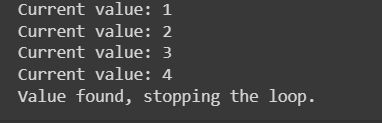 Current value: 1
Current value: 2
Current value: 3
Current value: 4
Value found, stopping the loop.